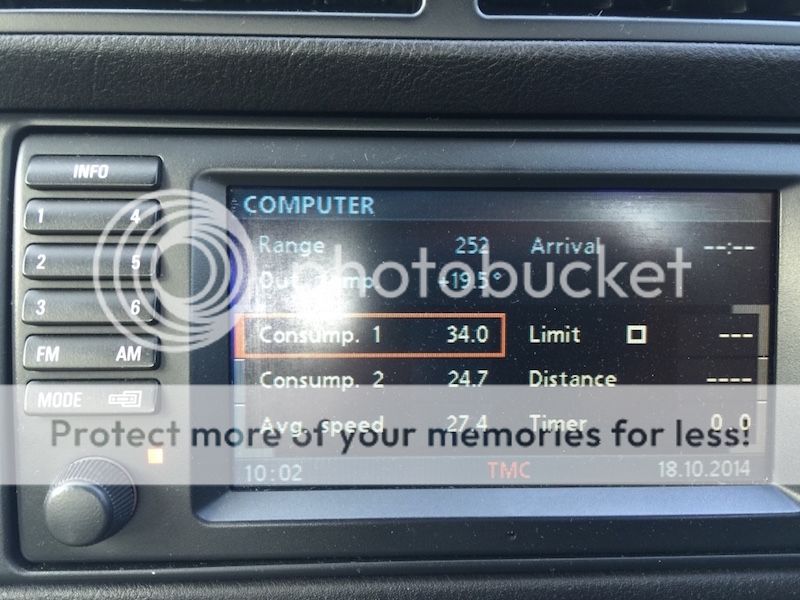 INFO
1 4
2 5
3 6
FM AM
MODE
COMPUTER
Range 252 Arrival --:--
+19.5°
Consump. 1 34.0 Limit ---
Consump. 2 24.7 Distance ----
Avg. speed 27.4 Timer 0.0
10:02 TMC 18.10.2014
photobucket
Protect more of your memories for less!